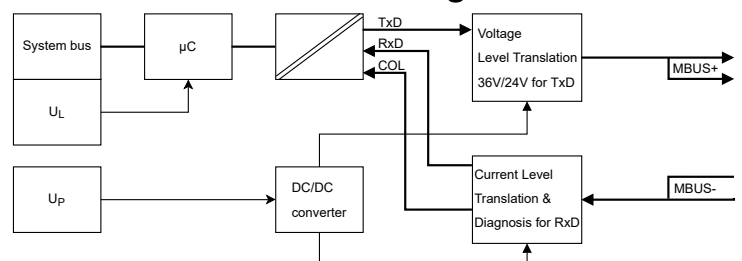 TxD
System bus
µC
RxD
COL
Voltage
Level Translation
36V/24V for TxD
MBUS+
UL
UP
DC/DC
converter
Current Level
Translation &
Diagnosis for RxD
MBUS-